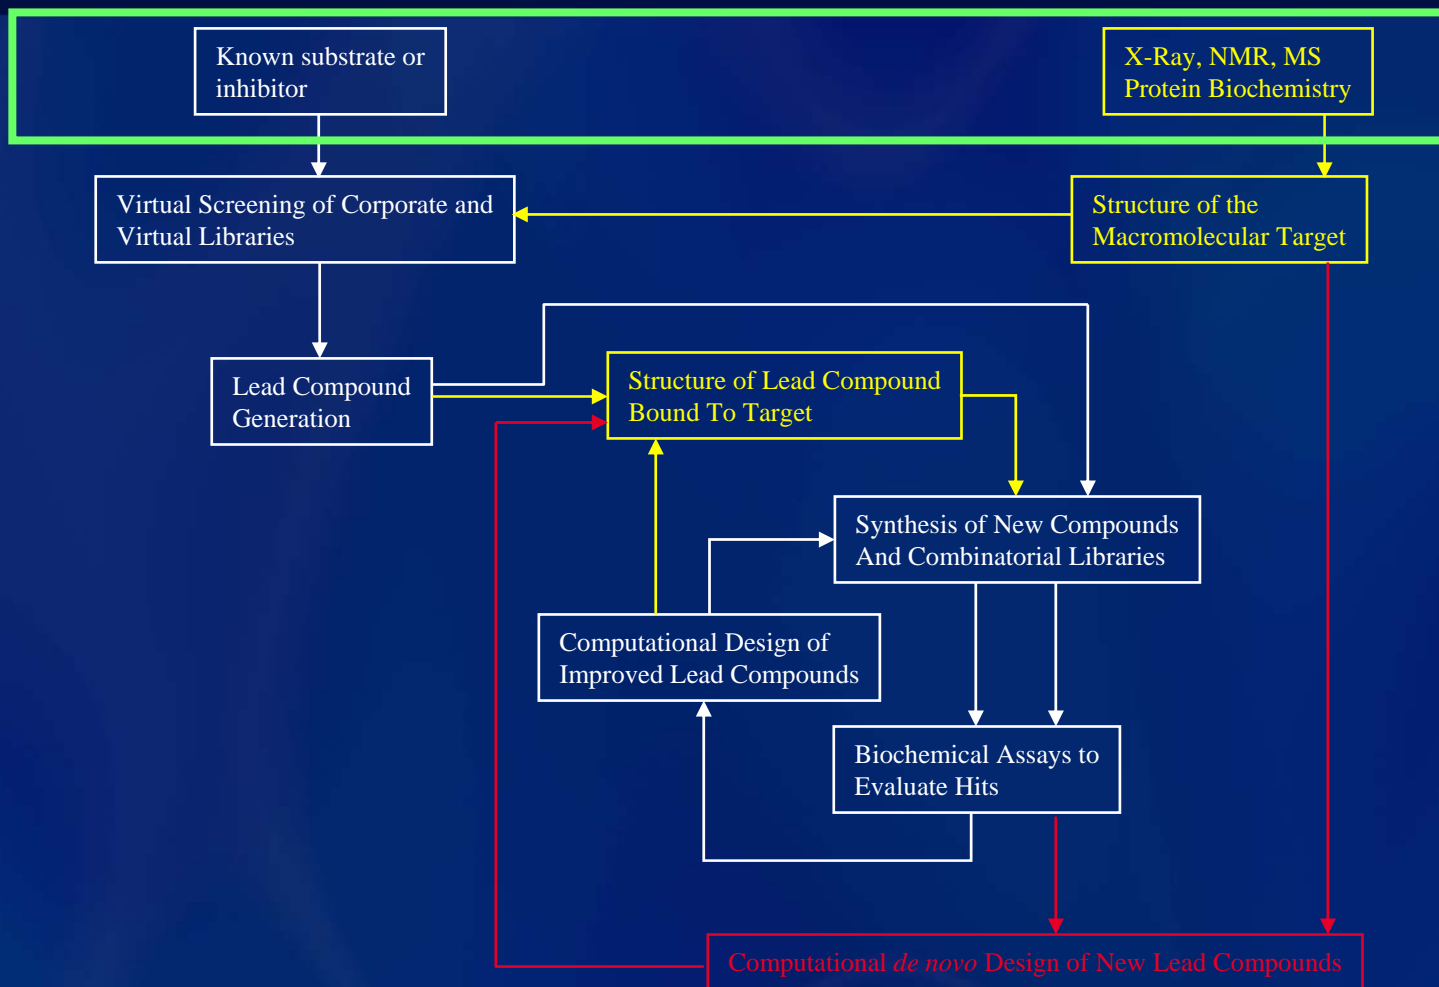 Known substrate or
inhibitor
X-Ray, NMR, MS
Protein Biochemistry
Virtual Screening of Corporate and
Virtual Libraries
Structure of the
Macromolecular Target
Lead Compound
Generation
Structure of Lead Compound
Bound To Target
Synthesis of New Compounds
And Combinatorial Libraries
Computational Design of
Improved Lead Compounds
Biochemical Assays to
Evaluate Hits
Computational de novo Design of New Lead Compounds